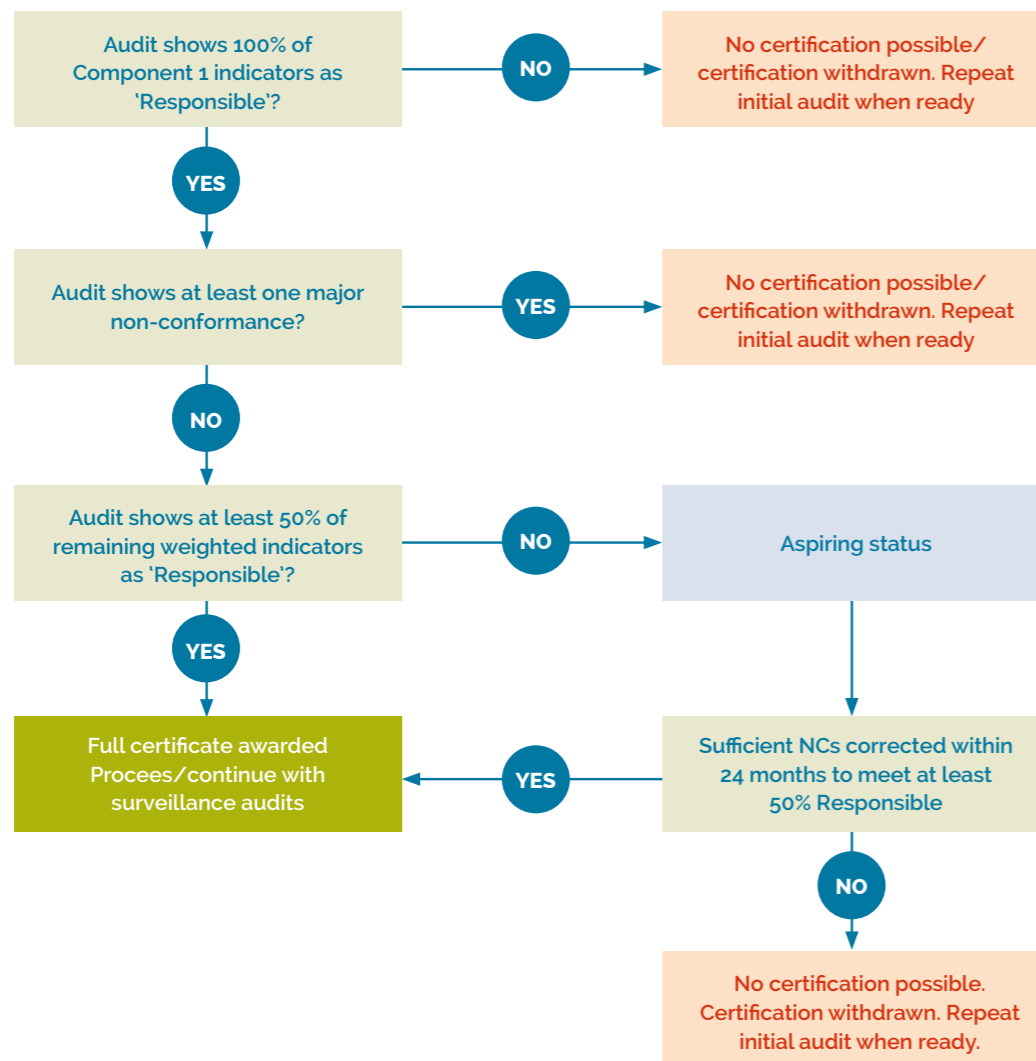 Audit shows 100% of
Component 1 indicators as
‘Responsible’?
NO
No certification possible/
certification withdrawn. Repeat
initial audit when ready
YES
Audit shows at least one major
non-conformance?
YES
No certification possible/
certification withdrawn. Repeat
initial audit when ready
NO
Audit shows at least 50% of
remaining weighted indicators
as ‘Responsible’?
NO
Aspiring status
YES
Full certificate awarded
Procees/continue with
surveillance audits
YES
Sufficient NCs corrected within
24 months to meet at least
50% Responsible
NO
No certification possible.
Certification withdrawn. Repeat
initial audit when ready.